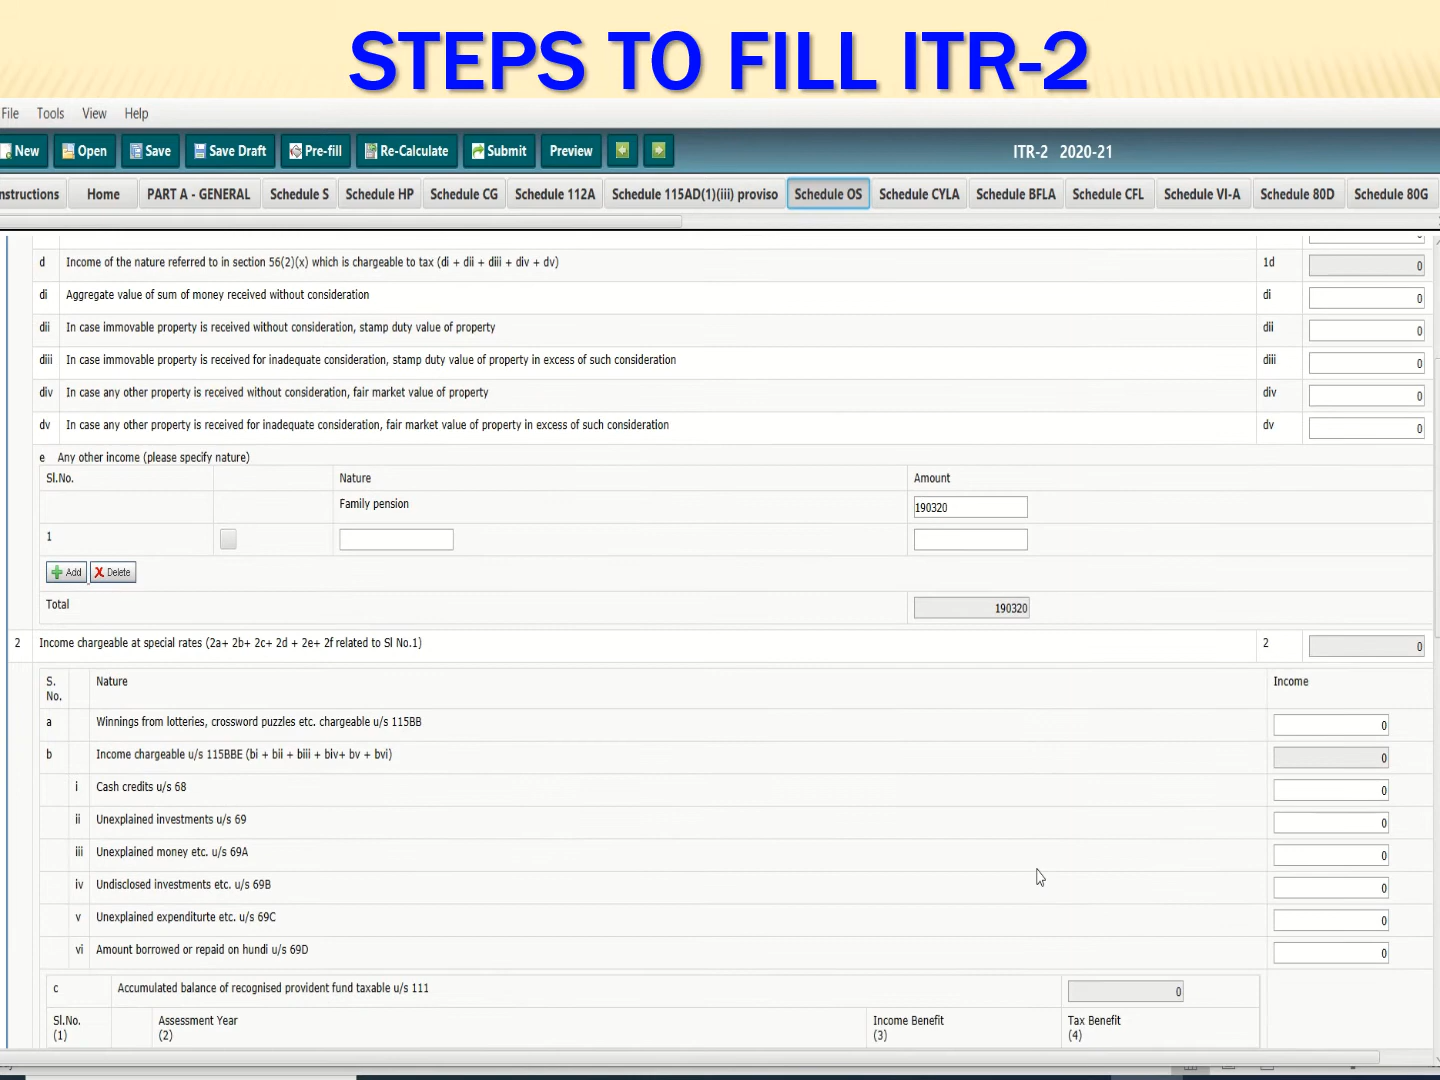 STEPS TO FILL ITR-2
File Tools View Help
New Open Save Save Draft Pre-fill Re-Calculate Submit Preview ITR-2 2020-21
nstructions Home PART A - GENERAL Schedule S Schedule HP Schedule CG Schedule 112A Schedule 115AD(1)(iii) proviso Schedule OS Schedule CYLA Schedule BFLA Schedule CFL Schedule VI-A Schedule 80D Schedule 80G
d Income of the nature referred to in section 56(2)(x) which is chargeable to tax (di + dii + diii + div + dv) 1d 0
di Aggregate value of sum of money received without consideration di 0
dii In case immovable property is received without consideration, stamp duty value of property dii 0
diii In case immovable property is received for inadequate consideration, stamp duty value of property in excess of such consideration diii 0
div In case any other property is received without consideration, fair market value of property div 0
dv In case any other property is received for inadequate consideration, fair market value of property in excess of such consideration dv 0
e Any other income (please specify nature)
Sl.No. Nature Amount
Family pension 190320
1
Add Delete
Total 190320
2 Income chargeable at special rates (2a+ 2b+ 2c+ 2d + 2e+ 2f related to Sl No.1) 2 0
S. No. Nature Income
a Winnings from lotteries, crossword puzzles etc. chargeable u/s 115BB 0
b Income chargeable u/s 115BBE (bi + bii + biii + biv+ bv + bvi) 0
i Cash credits u/s 68 0
ii Unexplained investments u/s 69 0
iii Unexplained money etc. u/s 69A 0
iv Undisclosed investments etc. u/s 69B 0
v Unexplained expenditurte etc. u/s 69C 0
vi Amount borrowed or repaid on hundi u/s 69D 0
c Accumulated balance of recognised provident fund taxable u/s 111 0
Sl.No. Assessment Year Income Benefit Tax Benefit
(1) (2) (3) (4)